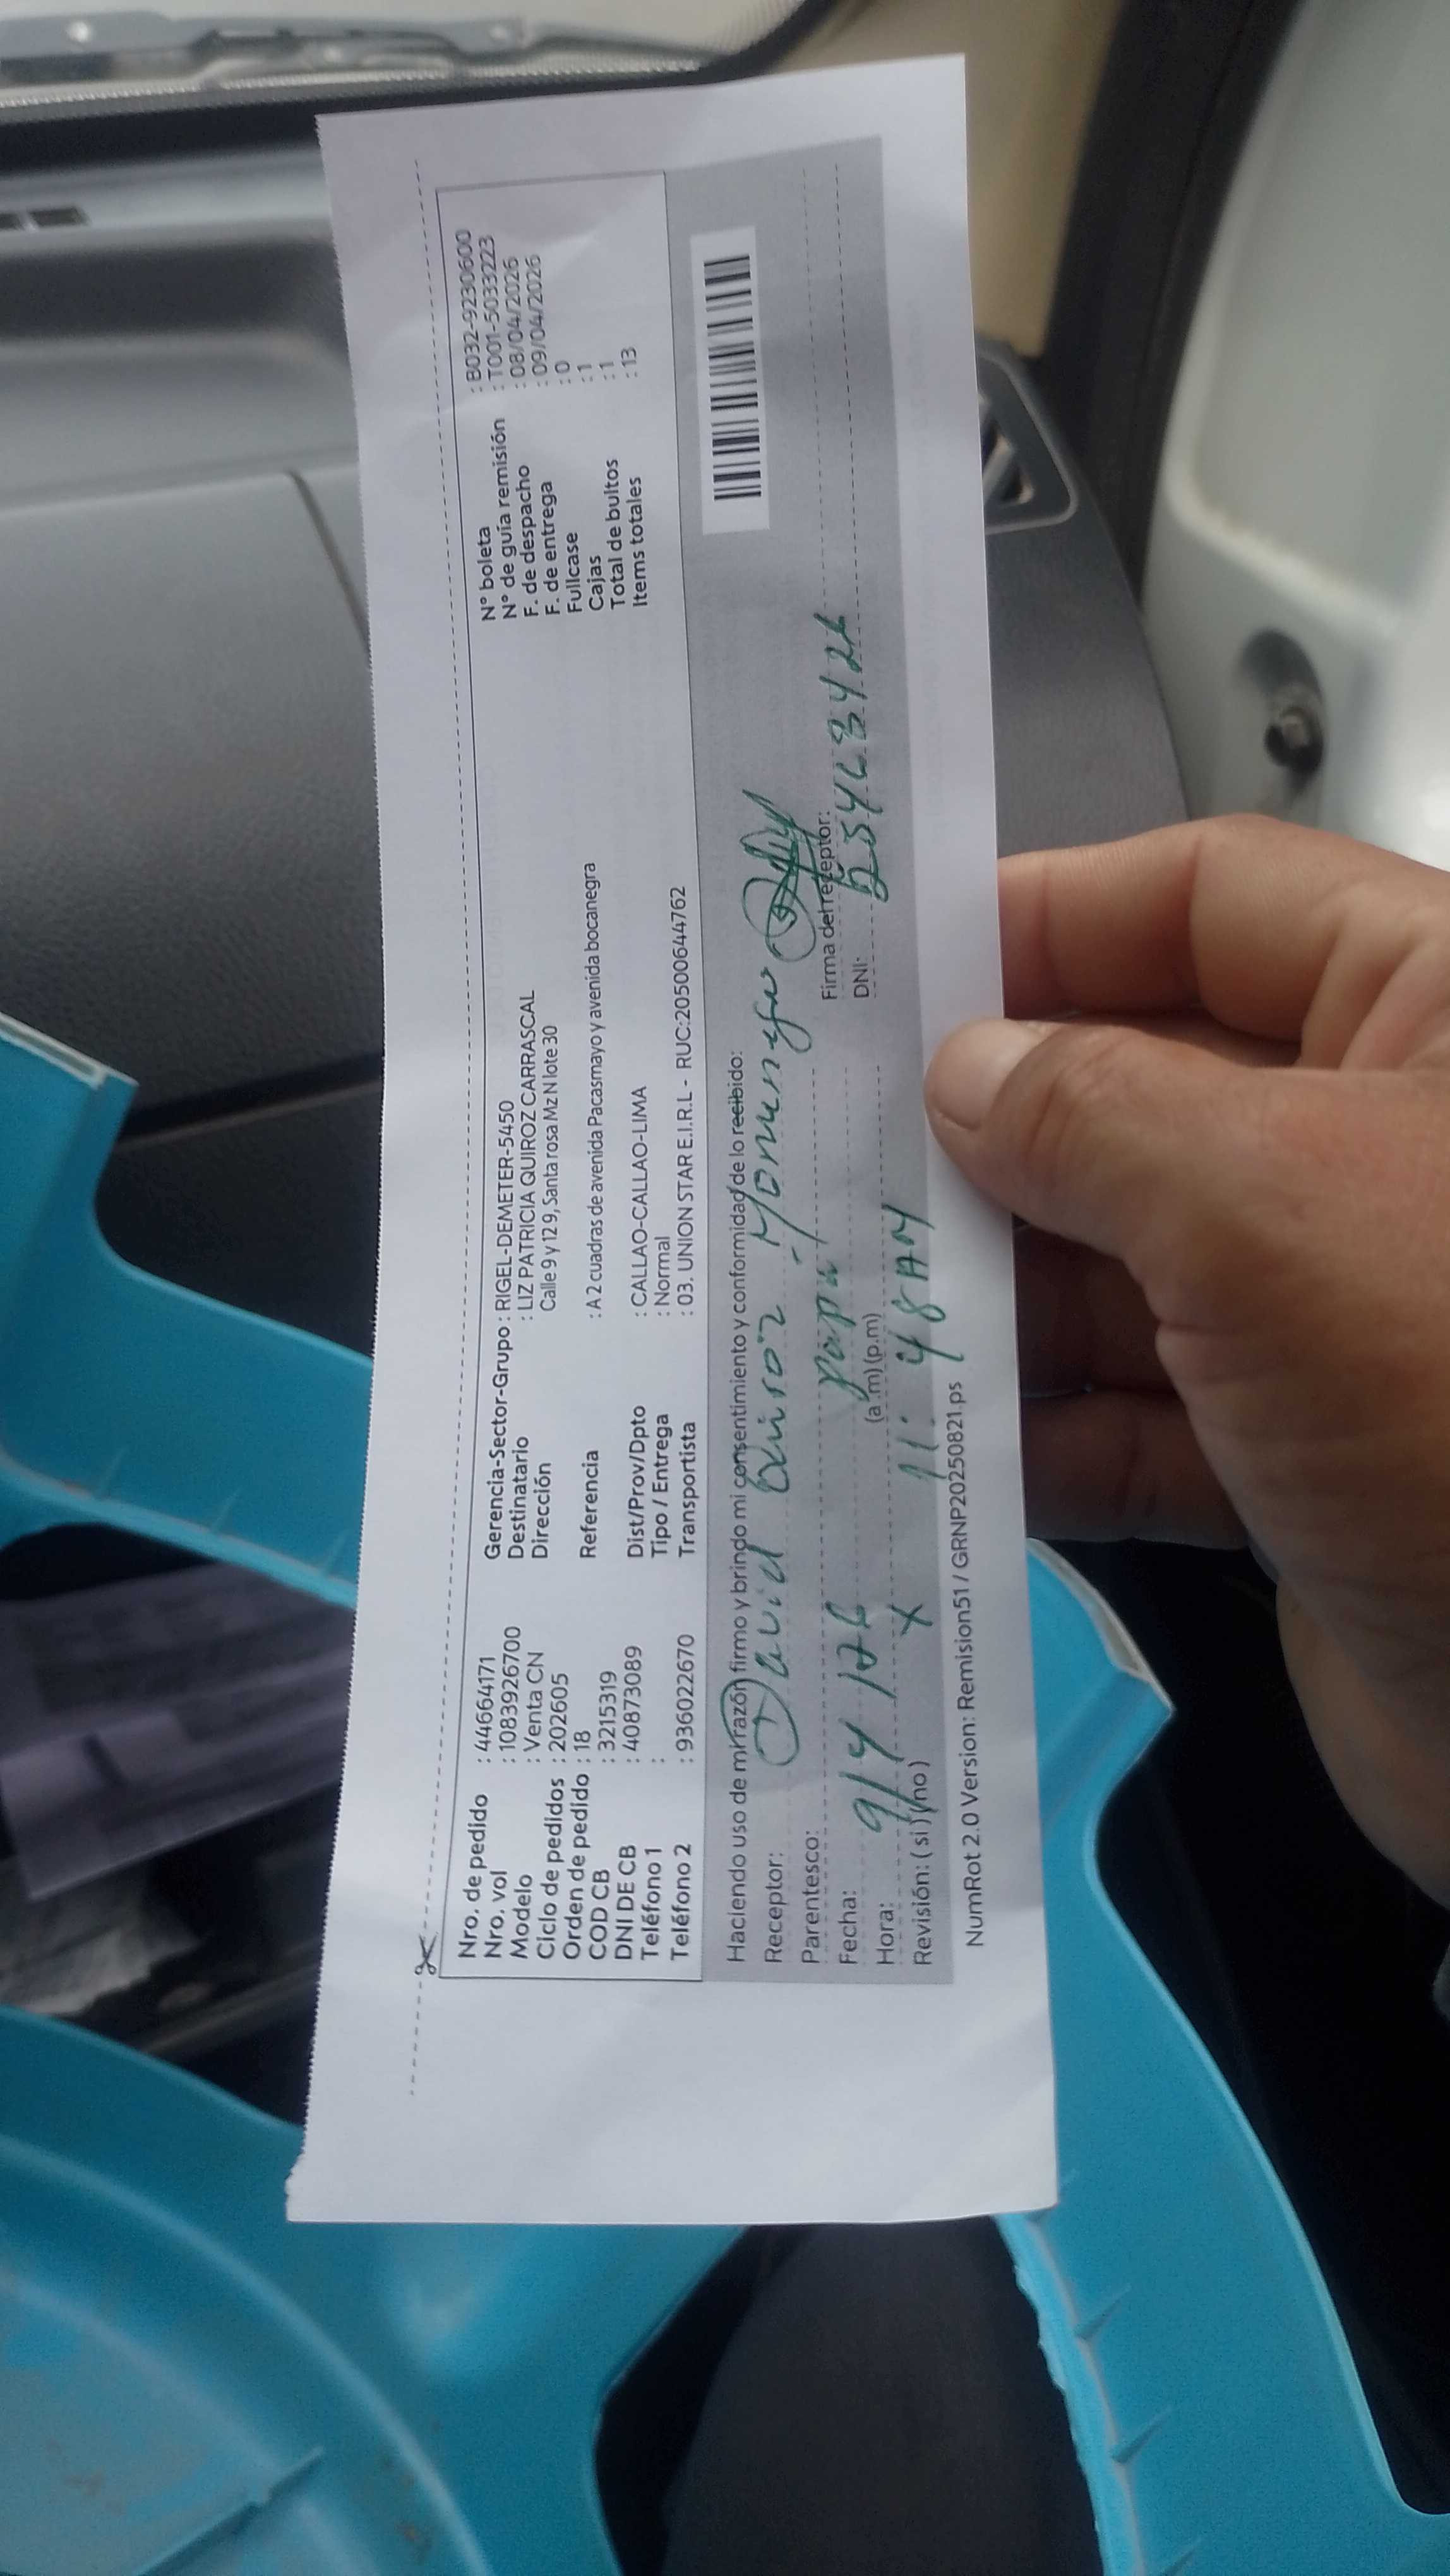 Nro. de pedido : 44664171
Nro. vol : 1083926700
Modelo : Venta CN
Ciclo de pedidos : 202605
Orden de pedido : 18
COD CB : 3215319
DNI DE CB : 40873089
Teléfono 1 :
Teléfono 2 : 936022670
Gerencia-Sector-Grupo : RIGEL-DEMETER-5450
Destinatario : LIZ PATRICIA QUIROZ CARRASCAL
Dirección Calle 9 y 12 9, Santa rosa Mz N lote 30
Referencia : A 2 cuadras de avenida Pacasmayo y avenida bocanegra
Dist/Prov/Dpto : CALLAO-CALLAO-LIMA
Tipo / Entrega : Normal
Transportista : 03. UNION STAR E.I.R.L - RUC:20500644762
N° boleta : B032-9230600
N° de guía remisión : T001-5033223
F. de despacho : 08/04/2026
F. de entrega : 09/04/2026
Fullcase : 0
Cajas : 1
Total de bultos : 1
Items totales : 13
Haciendo uso de mi razón firmo y brindo mi consentimiento y conformidad de lo recibido:
Receptor: David Quiroz
Parentesco: papá
Firma del receptor:
Fecha: 9/4/26
DNI:
Hora: (a.m) (p.m) 11:48 AM
Revisión: ( si ) (no) X
NumRot 2.0 Version: Remision51 / GRNP20250821.ps